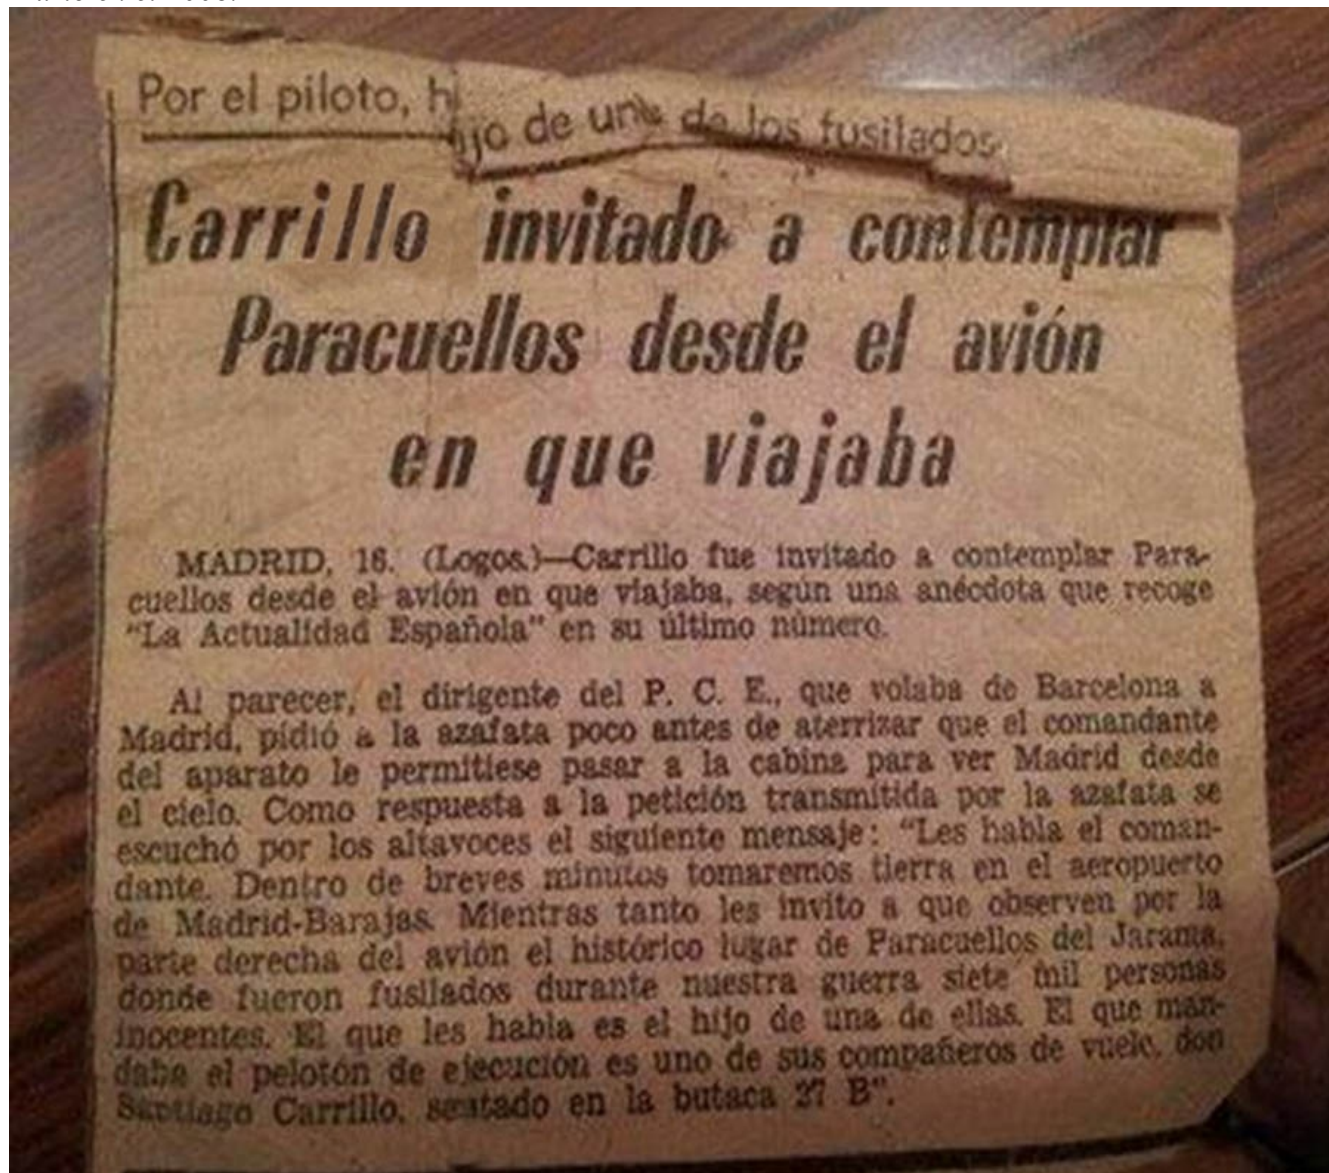 Por el piloto, hijo de uno de los fusilados
Carrillo invitado a contemplar
Paracuellos desde el avión
en que viajaba
MADRID, 16. (Logos.)—Carrillo fue invitado a contemplar Para-
cuellos desde el avión en que viajaba, según una anécdota que recoge
"La Actualidad Española" en su último número.
Al parecer, el dirigente del P. C. E., que volaba de Barcelona a
Madrid, pidió a la azafata poco antes de aterrizar que el comandante
del aparato le permitiese pasar a la cabina para ver Madrid desde
el cielo. Como respuesta a la petición transmitida por la azafata se
escuchó por los altavoces el siguiente mensaje: "Les habla el coman-
dante. Dentro de breves minutos tomaremos tierra en el aeropuerto
de Madrid-Barajas. Mientras tanto les invito a que observen por la
parte derecha del avión el histórico lugar de Paracuellos del Jarama,
donde fueron fusilados durante nuestra guerra siete mil personas
inocentes. El que les habla es el hijo de una de ellas. El que man-
daba el pelotón de ejecución es uno de sus compañeros de vuelo, don
Santiago Carrillo, sentado en la butaca 27 B".